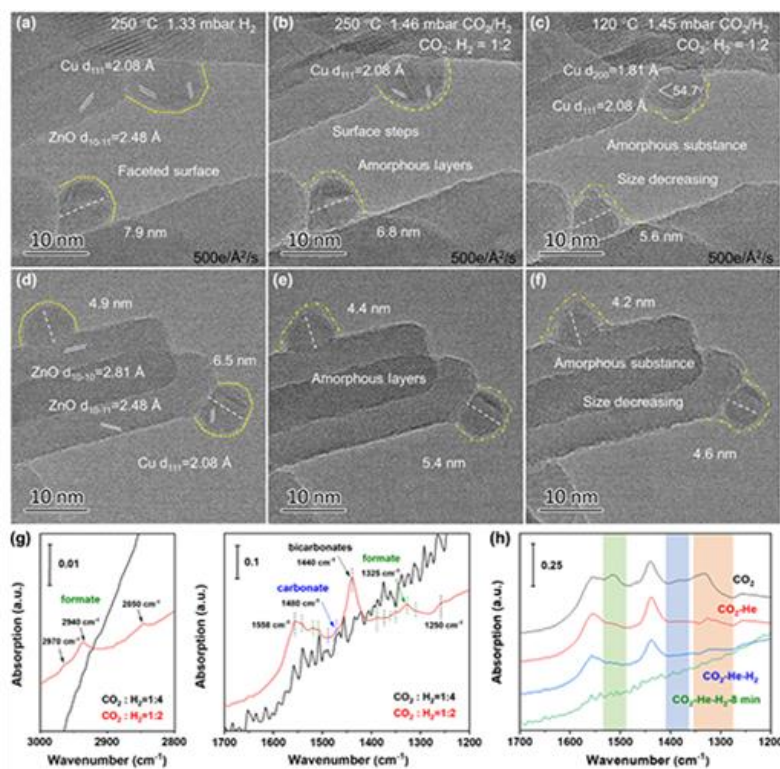 (a) 250 °C 1.33 mbar H₂
Cu d₁₁₁=2.08 Å
ZnO d₁₀₋₁₁=2.48 Å
Faceted surface
7.9 nm
10 nm
500e/Å²/s
(b) 250 °C 1.46 mbar CO₂/H₂
CO₂: H₂ = 1:2
Cu d₁₁₁=2.08 Å
Surface steps
Amorphous layers
6.8 nm
10 nm
500e/Å²/s
(c) 120 °C 1.45 mbar CO₂/H₂
CO₂: H₂ = 1:2
Cu d₂₀₀=1.81 Å
54.7°
Cu d₁₁₁=2.08 Å
Amorphous substance
Size decreasing
5.6 nm
10 nm
500e/Å²/s
(d)
4.9 nm
6.5 nm
ZnO d₁₀₋₁₀=2.81 Å
ZnO d₁₀₋₁₁=2.48 Å
Cu d₁₁₁=2.08 Å
10 nm
(e)
4.4 nm
Amorphous layers
5.4 nm
10 nm
(f)
4.2 nm
Amorphous substance
Size decreasing
4.6 nm
10 nm
(g)
0.01
formate
2940 cm⁻¹
2970 cm⁻¹
2850 cm⁻¹
CO₂ : H₂=1:4
CO₂ : H₂=1:2
Absorption (a.u.)
3000 2900 2800
Wavenumber (cm⁻¹)
0.1
bicarbonates
1440 cm⁻¹
formate
1325 cm⁻¹
carbonate
1480 cm⁻¹
1558 cm⁻¹
1250 cm⁻¹
CO₂ : H₂=1:4
CO₂ : H₂=1:2
Absorption (a.u.)
1700 1600 1500 1400 1300 1200
Wavenumber (cm⁻¹)
(h)
0.25
CO₂
CO₂-He
CO₂-He-H₂
CO₂-He-H₂-8 min
Absorption (a.u.)
1700 1600 1500 1400 1300 1200
Wavenumber (cm⁻¹)